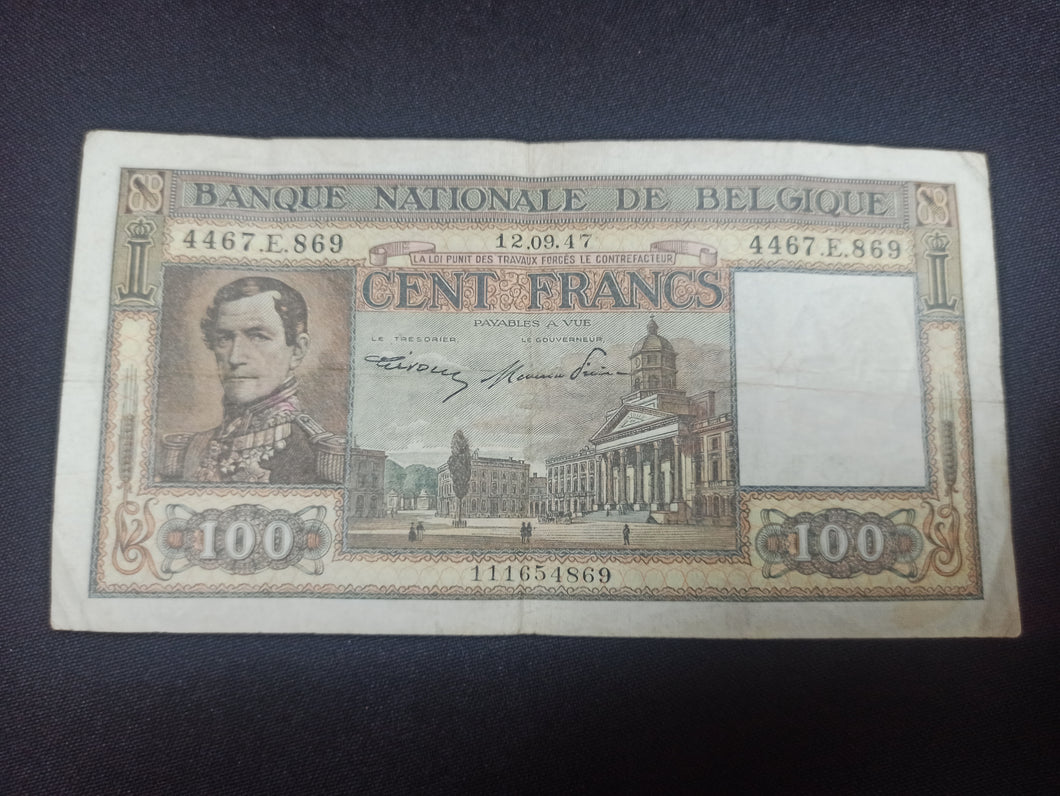 BANQUE NATIONALE DE BELGIQUE
4467.E.869 12.09.47 4467.E.869
LA LOI PUNIT DES TRAVAUX FORCÉS LE CONTREFACTEUR
CENT FRANCS
PAYABLES A VUE
LE TRESORIER, LE GOUVERNEUR,
100 100
111654869